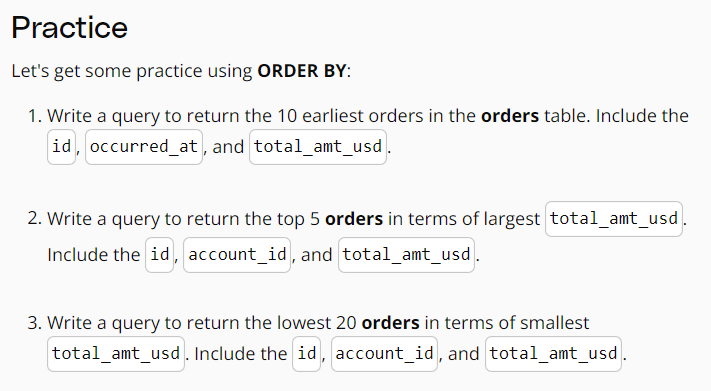 Practice
Let's get some practice using ORDER BY:
1. Write a query to return the 10 earliest orders in the orders table. Include the
id, occurred_at, and total_amt_usd.
2. Write a query to return the top 5 orders in terms of largest total_amt_usd.
Include the id, account_id, and total_amt_usd.
3. Write a query to return the lowest 20 orders in terms of smallest
total_amt_usd. Include the id, account_id, and total_amt_usd.